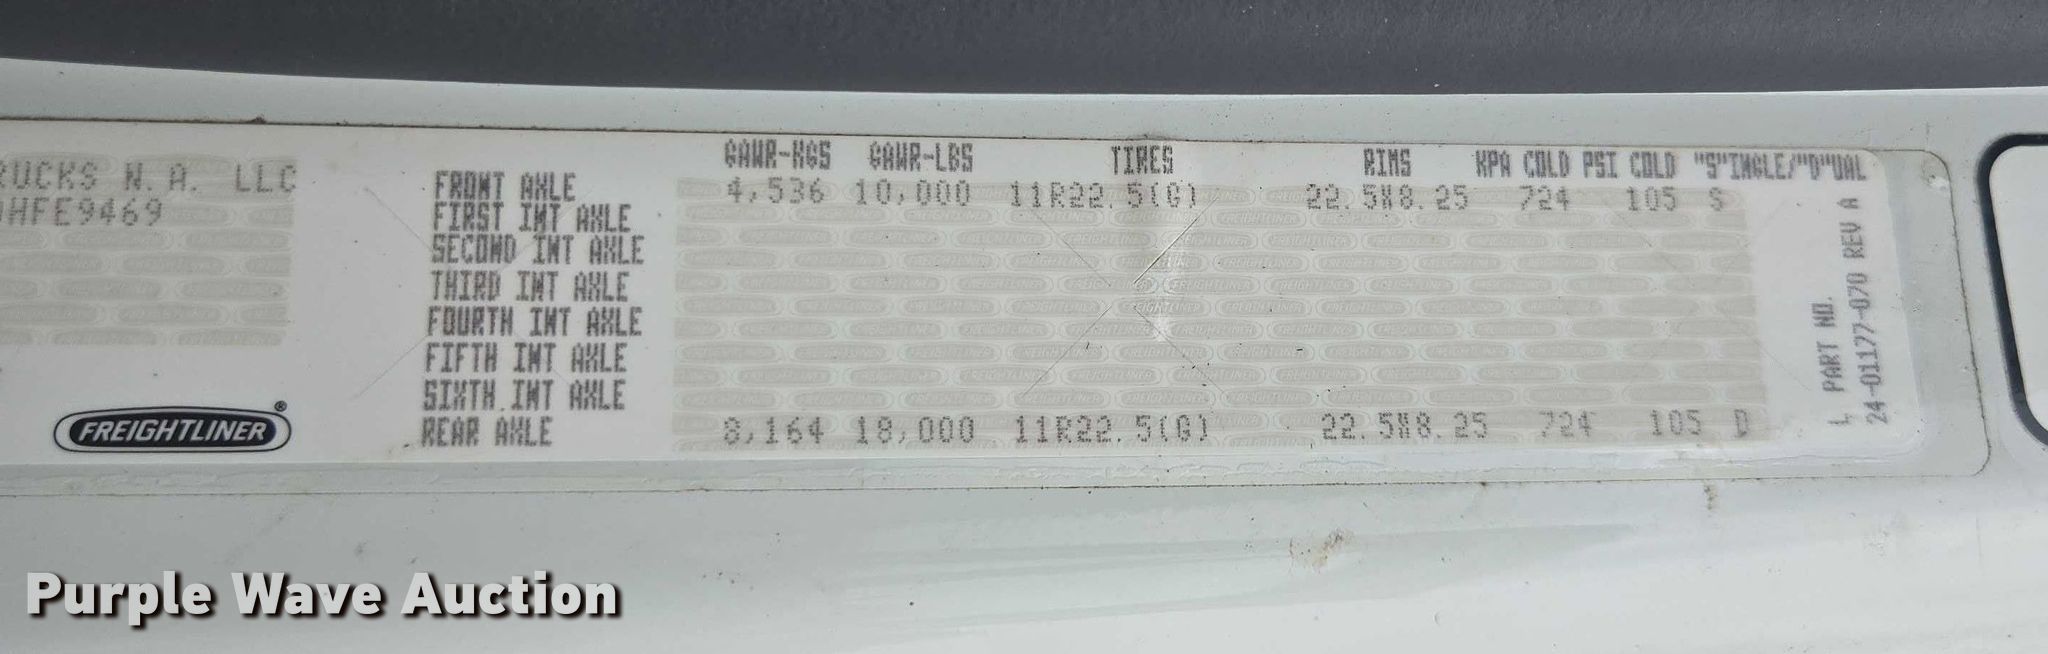 RUCKS N.A. LLC
HFE9469
FREIGHTLINER®
GAWR-KGS GAWR-LBS TIRES RIMS KPA COLD PSI COLD "S"INGLE/"D"UAL
FRONT AXLE 4,536 10,000 11R22.5(G) 22.5X8.25 724 105 S
FIRST INT AXLE
SECOND INT AXLE
THIRD INT AXLE
FOURTH INT AXLE
FIFTH INT AXLE
SIXTH INT AXLE
REAR AXLE 8,164 18,000 11R22.5(G) 22.5X8.25 724 105 D
L PART NO.
24-01177-070 REV A
Purple Wave Auction